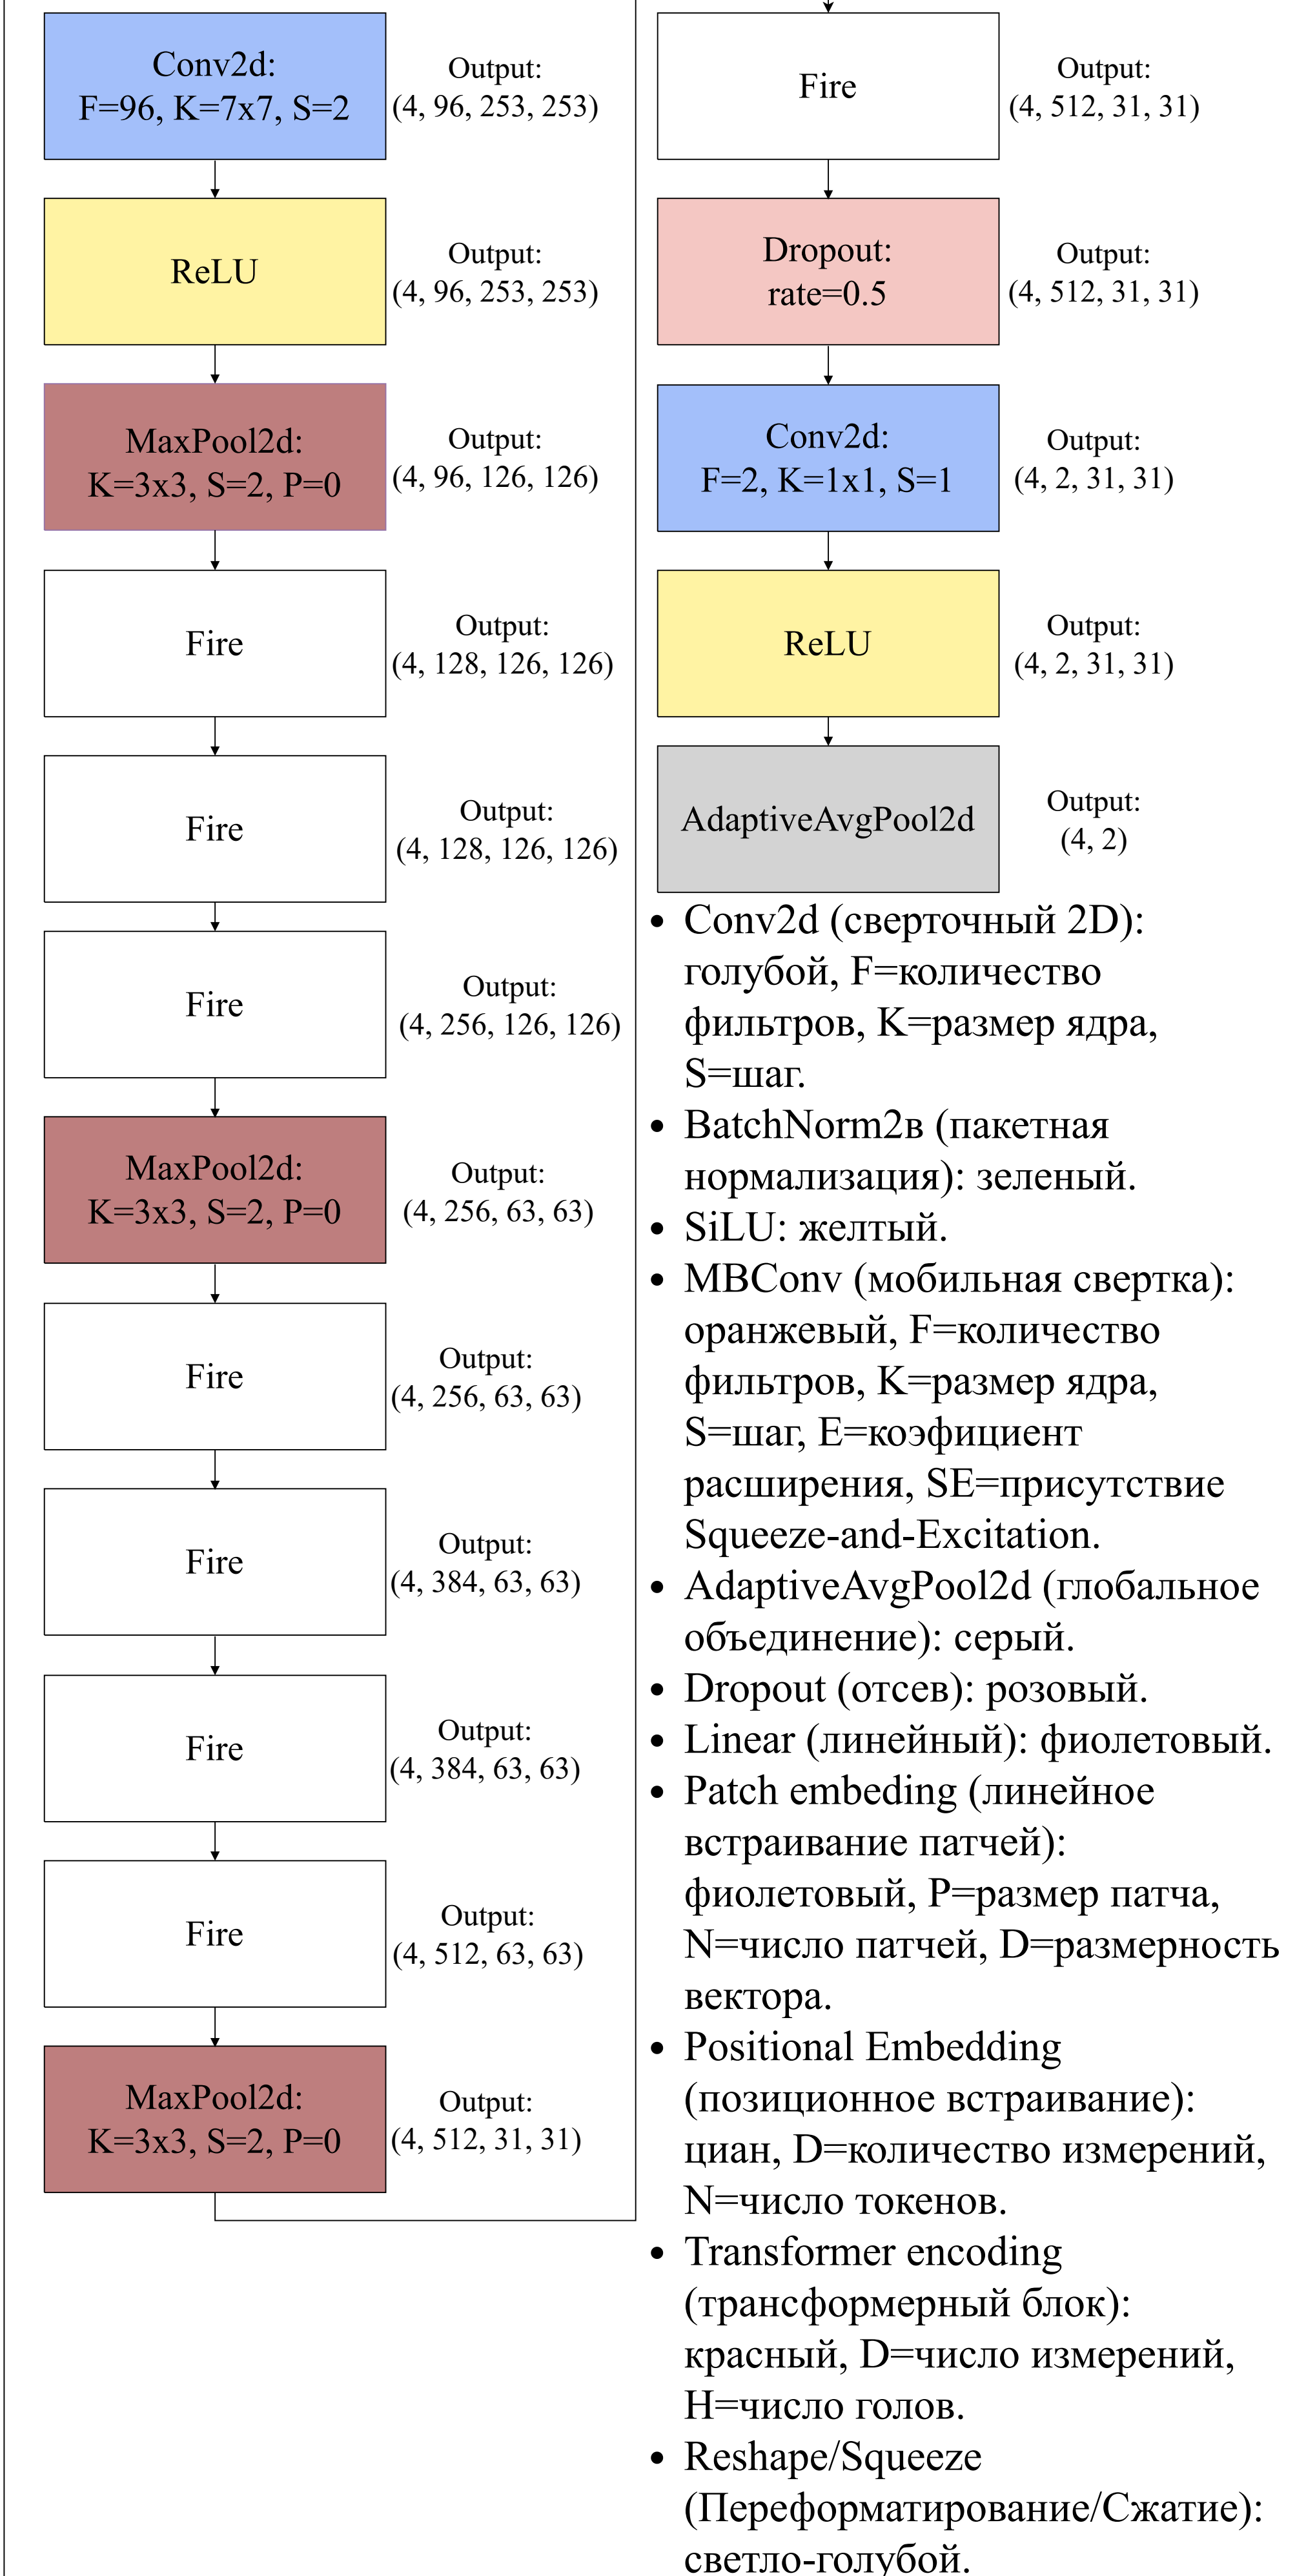 Conv2d:
F=96, K=7x7, S=2
Output:
(4, 96, 253, 253)
ReLU
Output:
(4, 96, 253, 253)
MaxPool2d:
K=3x3, S=2, P=0
Output:
(4, 96, 126, 126)
Fire
Output:
(4, 128, 126, 126)
Fire
Output:
(4, 128, 126, 126)
Fire
Output:
(4, 256, 126, 126)
MaxPool2d:
K=3x3, S=2, P=0
Output:
(4, 256, 63, 63)
Fire
Output:
(4, 256, 63, 63)
Fire
Output:
(4, 384, 63, 63)
Fire
Output:
(4, 384, 63, 63)
Fire
Output:
(4, 512, 63, 63)
MaxPool2d:
K=3x3, S=2, P=0
Output:
(4, 512, 31, 31)
Fire
Output:
(4, 512, 31, 31)
Dropout:
rate=0.5
Output:
(4, 512, 31, 31)
Conv2d:
F=2, K=1x1, S=1
Output:
(4, 2, 31, 31)
ReLU
Output:
(4, 2, 31, 31)
AdaptiveAvgPool2d
Output:
(4, 2)
• Conv2d (сверточный 2D):
голубой, F=количество
фильтров, K=размер ядра,
S=шаг.
• BatchNorm2в (пакетная
нормализация): зеленый.
• SiLU: желтый.
• MBConv (мобильная свертка):
оранжевый, F=количество
фильтров, K=размер ядра,
S=шаг, E=коэфициент
расширения, SE=присутствие
Squeeze-and-Excitation.
• AdaptiveAvgPool2d (глобальное
объединение): серый.
• Dropout (отсев): розовый.
• Linear (линейный): фиолетовый.
• Patch embeding (линейное
встраивание патчей):
фиолетовый, P=размер патча,
N=число патчей, D=размерность
вектора.
• Positional Embedding
(позиционное встраивание):
циан, D=количество измерений,
N=число токенов.
• Transformer encoding
(трансформерный блок):
красный, D=число измерений,
H=число голов.
• Reshape/Squeeze
(Переформатирование/Сжатие):
светло-голубой.